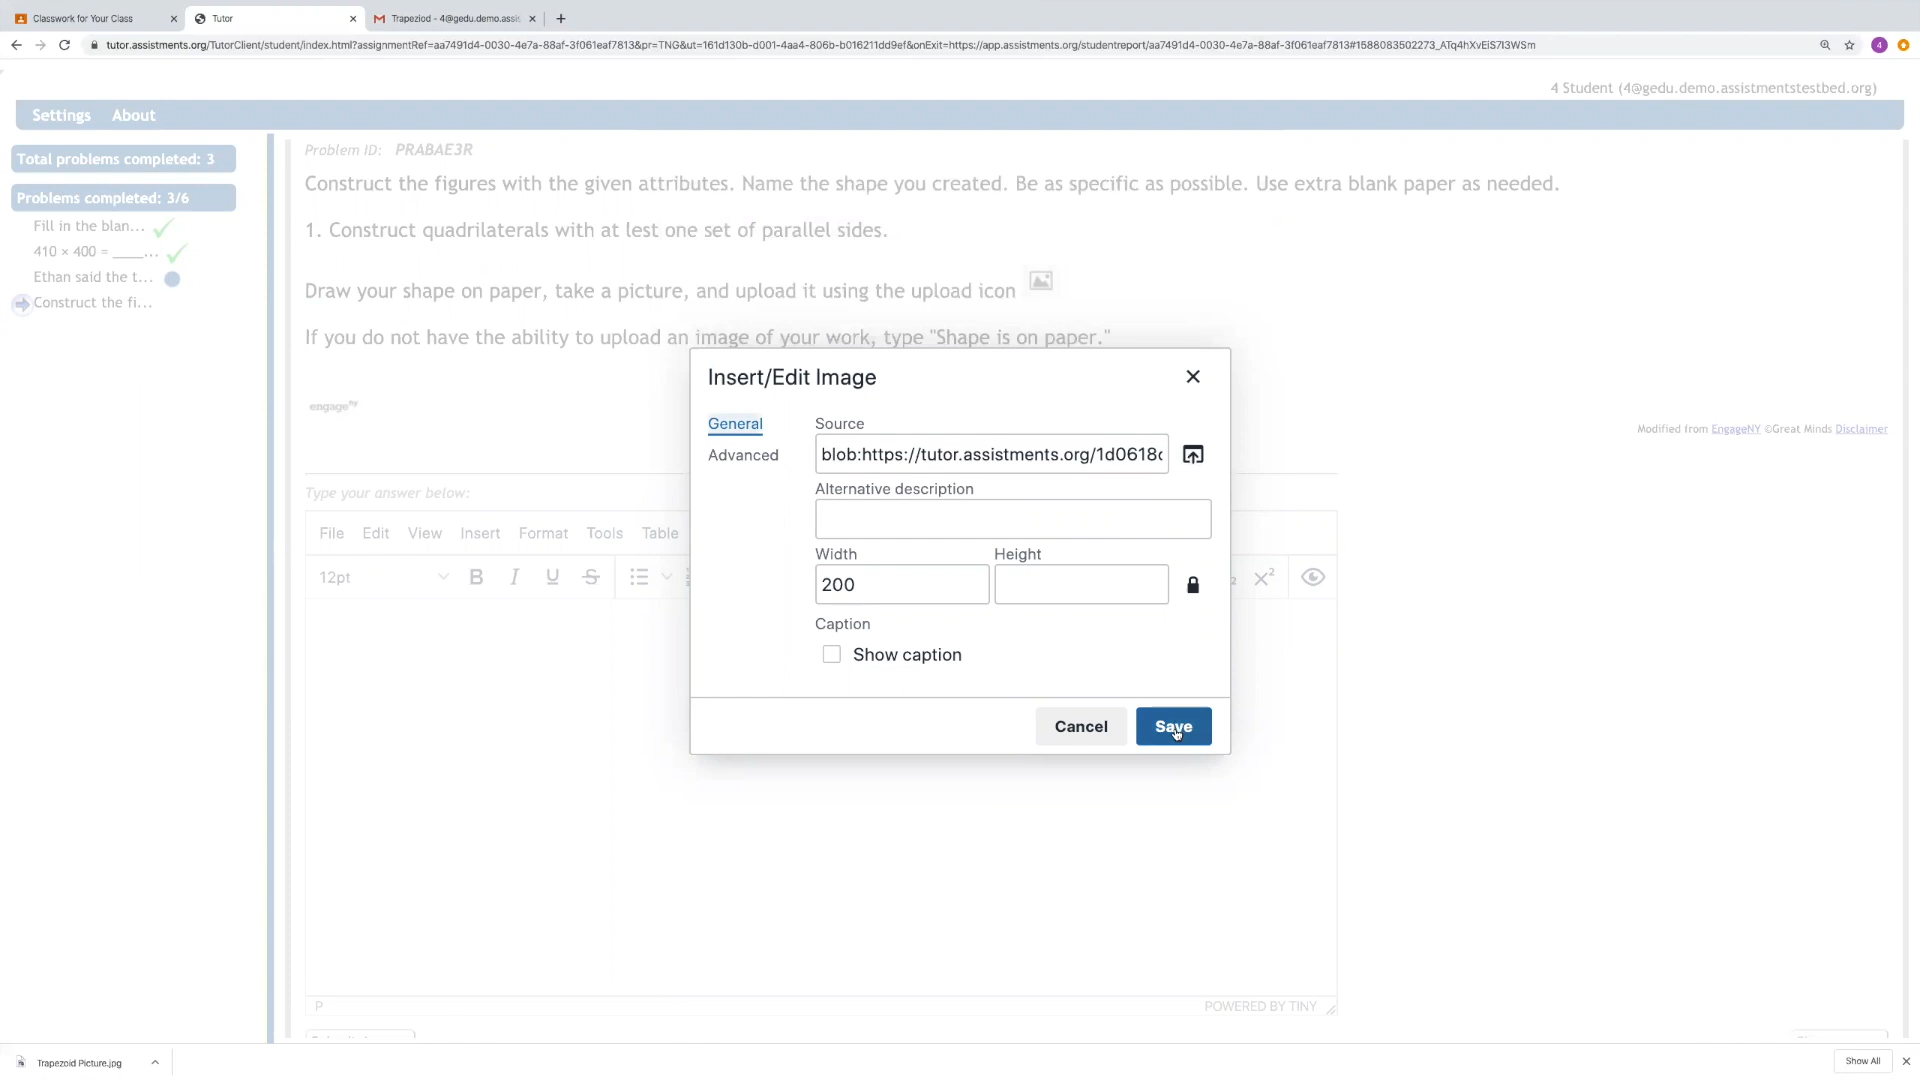 Classwork for Your Class
Tutor
Trapeziod - 4@gedu.demo.assis
tutor.assistments.org/TutorClient/student/index.html?assignmentRef=aa7491d4-0030-4e7a-88af-3f061eaf7813&pr=TNG&ut=161d130b-d001-4aa4-806b-b016211dd9ef&onExit=https://app.assistments.org/studentreport/aa7491d4-0030-4e7a-88af-3f061eaf7813#1588083502273_ATq4hXvEiS7I3WSm
4
4 Student (4@gedu.demo.assistmentstestbed.org)
Settings About
Total problems completed: 3
Problems completed: 3/6
Fill in the blan...
410 × 400 = ____...
Ethan said the t...
Construct the fi...
Problem ID: PRABAE3R
Construct the figures with the given attributes. Name the shape you created. Be as specific as possible. Use extra blank paper as needed.
1. Construct quadrilaterals with at lest one set of parallel sides.
Draw your shape on paper, take a picture, and upload it using the upload icon
If you do not have the ability to upload an image of your work, type "Shape is on paper."
engageny
Modified from EngageNY ©Great Minds Disclaimer
Type your answer below:
File Edit View Insert Format Tools Table
12pt B I U S X²
Insert/Edit Image
General
Advanced
Source
blob:https://tutor.assistments.org/1d0618c
Alternative description
Width Height
200
Caption
Show caption
Cancel Save
P
POWERED BY TINY
Trapezoid Picture.jpg
Show All